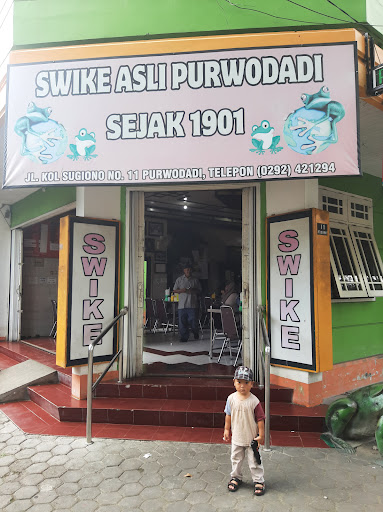 SWIKE ASLI PURWODADI
SEJAK 1901
JL. KOL SUGIONO NO. 11 PURWODADI, TELEPON (0292) 421294
SWIKE
SWIKE